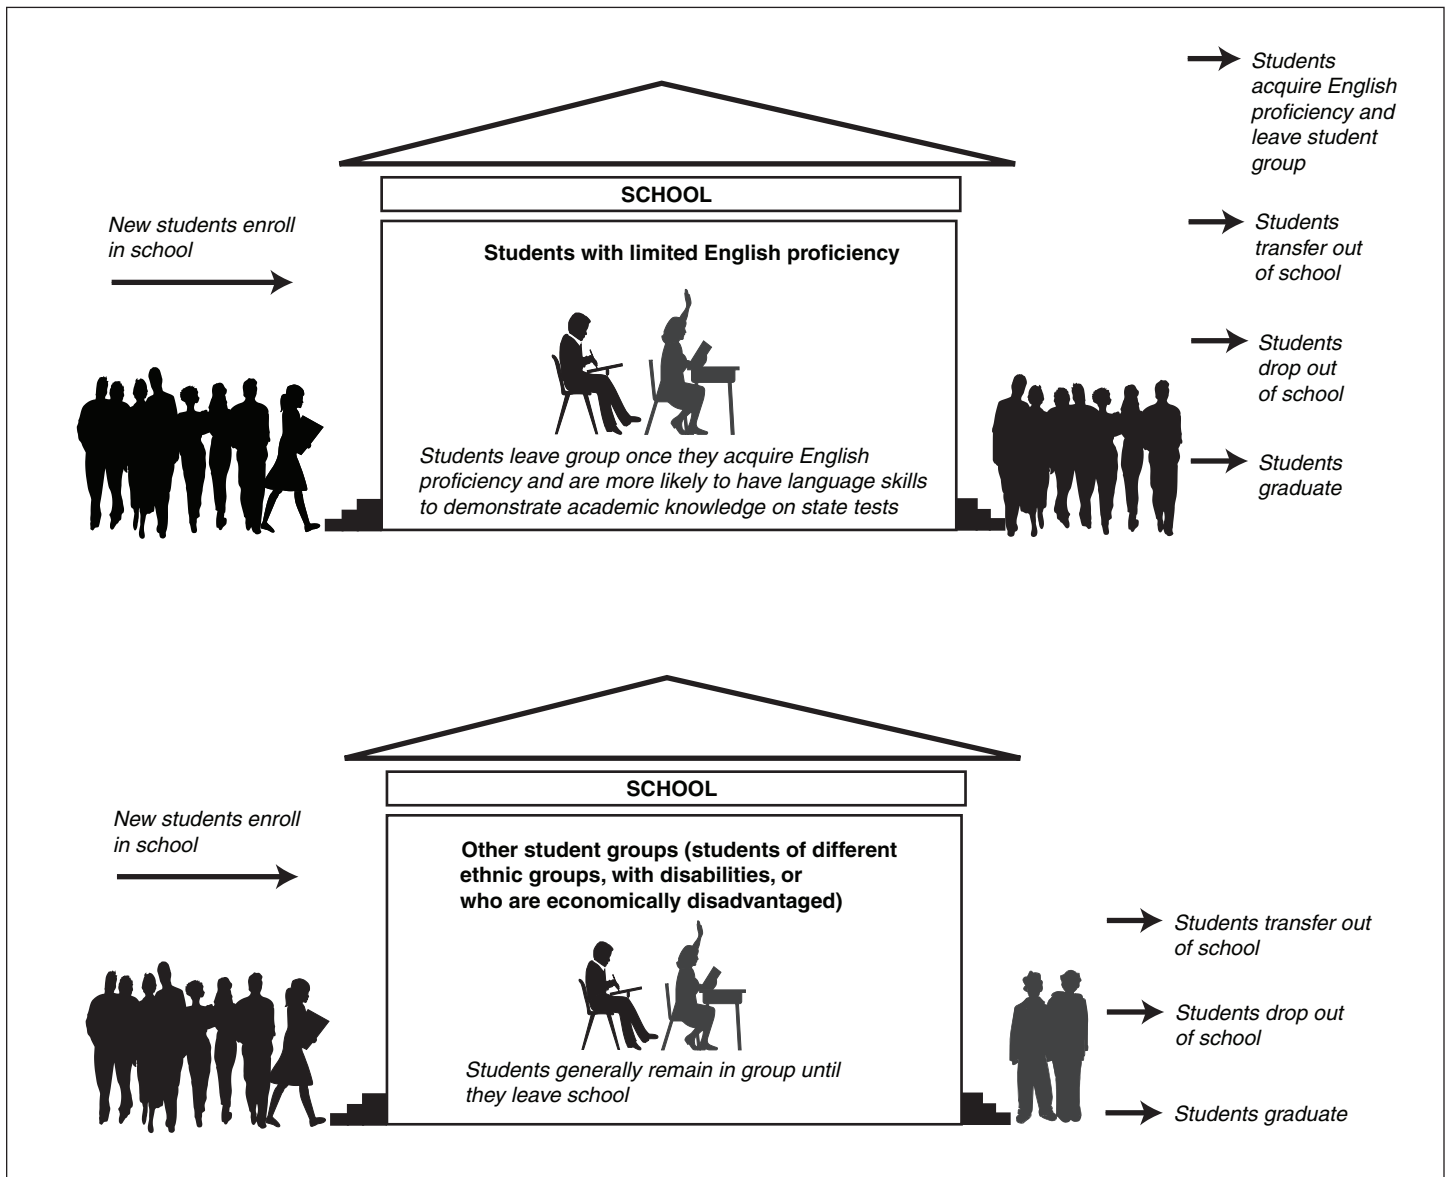 New students enroll
in school
SCHOOL
Students with limited English proficiency
Students leave group once they acquire English
proficiency and are more likely to have language skills
to demonstrate academic knowledge on state tests
Students
acquire English
proficiency and
leave student
group
Students
transfer out
of school
Students
drop out
of school
Students
graduate
New students enroll
in school
SCHOOL
Other student groups (students of different
ethnic groups, with disabilities, or
who are economically disadvantaged)
Students generally remain in group until
they leave school
Students transfer out
of school
Students drop out
of school
Students graduate